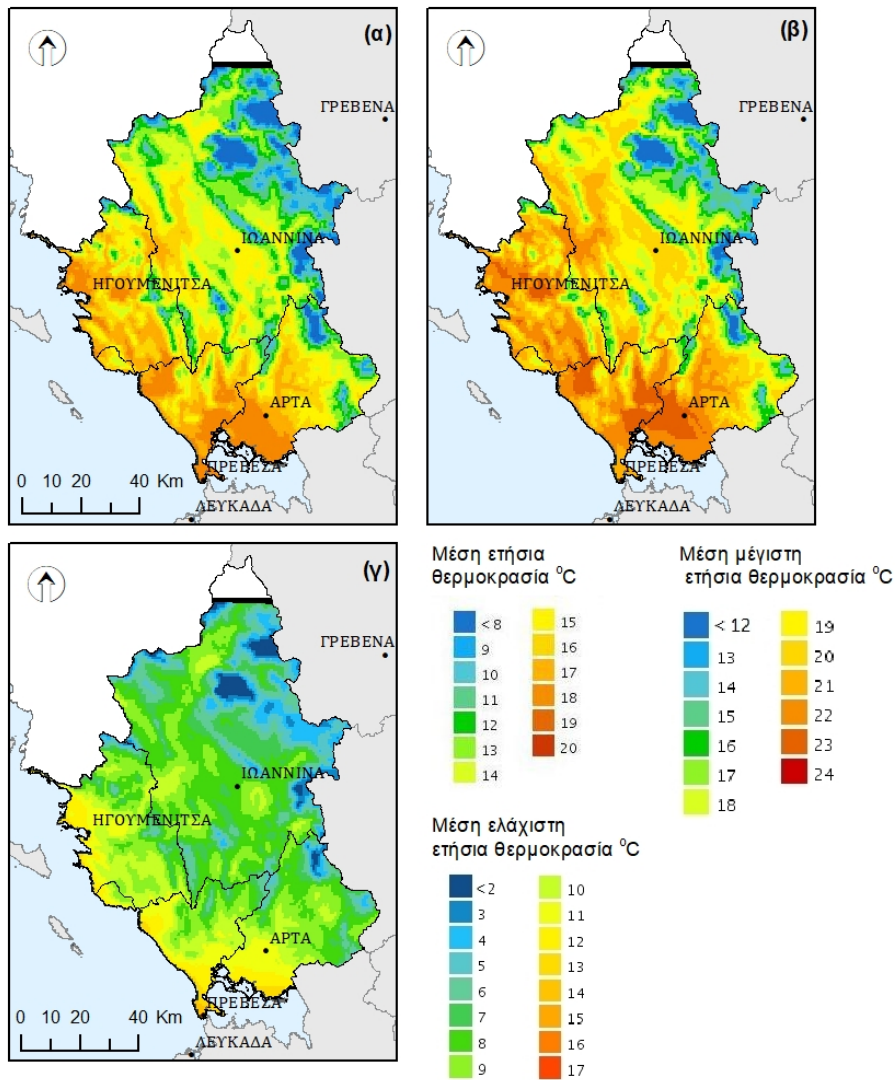 (α)
ΓΡΕΒΕΝΑ
ΙΩΑΝΝΙΝΑ
ΗΓΟΥΜΕΝΙΤΣΑ
ΑΡΤΑ
ΠΡΕΒΕΖΑ
ΛΕΥΚΑΔΑ
0 10 20 40 Km
(β)
ΓΡΕΒΕΝΑ
ΙΩΑΝΝΙΝΑ
ΗΓΟΥΜΕΝΙΤΣΑ
ΑΡΤΑ
ΠΡΕΒΕΖΑ
ΛΕΥΚΑΔΑ
(γ)
ΓΡΕΒΕΝΑ
ΙΩΑΝΝΙΝΑ
ΗΓΟΥΜΕΝΙΤΣΑ
ΑΡΤΑ
ΠΡΕΒΕΖΑ
ΛΕΥΚΑΔΑ
0 10 20 40 Km
Μέση ετήσια
θερμοκρασία °C
<8
9
10
11
12
13
14
15
16
17
18
19
20
Μέση μέγιστη
ετήσια θερμοκρασία °C
< 12
13
14
15
16
17
18
19
20
21
22
23
24
Μέση ελάχιστη
ετήσια θερμοκρασία °C
<2
3
4
5
6
7
8
9
10
11
12
13
14
15
16
17